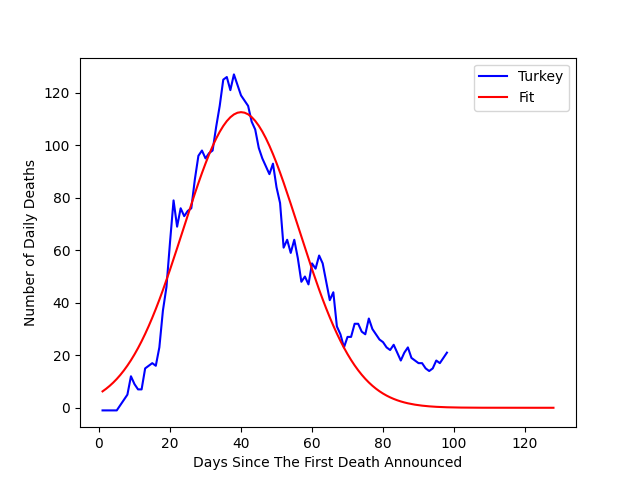 Turkey
Fit
120
100
80
60
40
20
0
Number of Daily Deaths
0 20 40 60 80 100 120
Days Since The First Death Announced